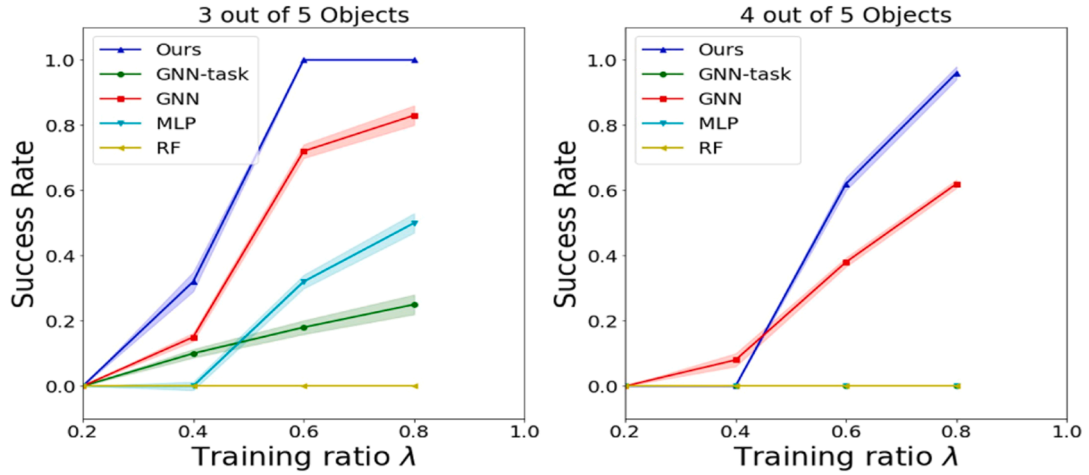 3 out of 5 Objects
Success Rate
1.0
0.8
0.6
0.4
0.2
0.0
Ours
GNN-task
GNN
MLP
RF
0.2 0.4 0.6 0.8 1.0
Training ratio λ
4 out of 5 Objects
Success Rate
1.0
0.8
0.6
0.4
0.2
0.0
Ours
GNN-task
GNN
MLP
RF
0.2 0.4 0.6 0.8 1.0
Training ratio λ